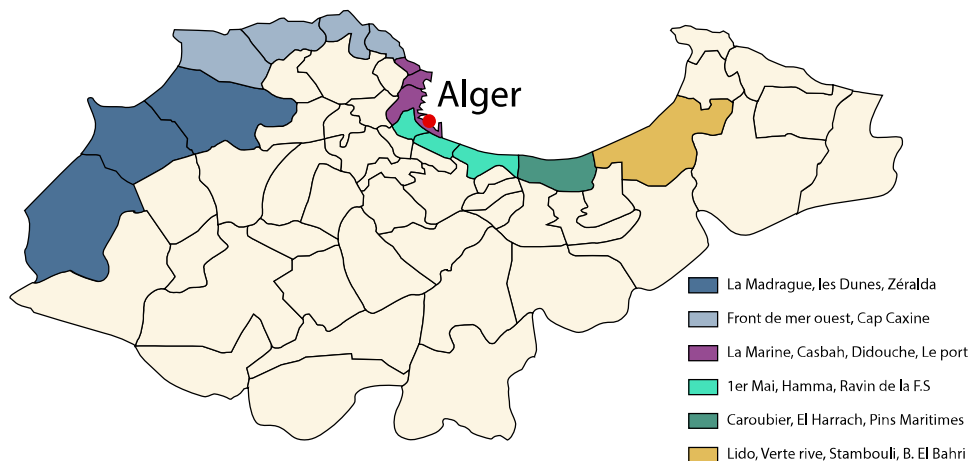 Alger
La Madrague, les Dunes, Zéralda
Front de mer ouest, Cap Caxine
La Marine, Casbah, Didouche, Le port
1er Mai, Hamma, Ravin de la F.S
Caroubier, El Harrach, Pins Maritimes
Lido, Verte rive, Stambouli, B. El Bahri